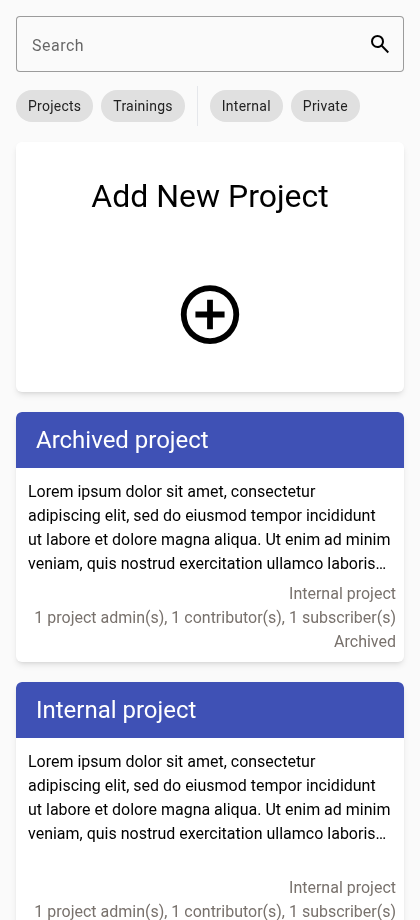 Search
Projects Trainings Internal Private
Add New Project
Archived project
Lorem ipsum dolor sit amet, consectetur
adipiscing elit, sed do eiusmod tempor incididunt
ut labore et dolore magna aliqua. Ut enim ad minim
veniam, quis nostrud exercitation ullamco laboris...
Internal project
1 project admin(s), 1 contributor(s), 1 subscriber(s)
Archived
Internal project
Lorem ipsum dolor sit amet, consectetur
adipiscing elit, sed do eiusmod tempor incididunt
ut labore et dolore magna aliqua. Ut enim ad minim
veniam, quis nostrud exercitation ullamco laboris...
Internal project
1 project admin(s), 1 contributor(s), 1 subscriber(s)